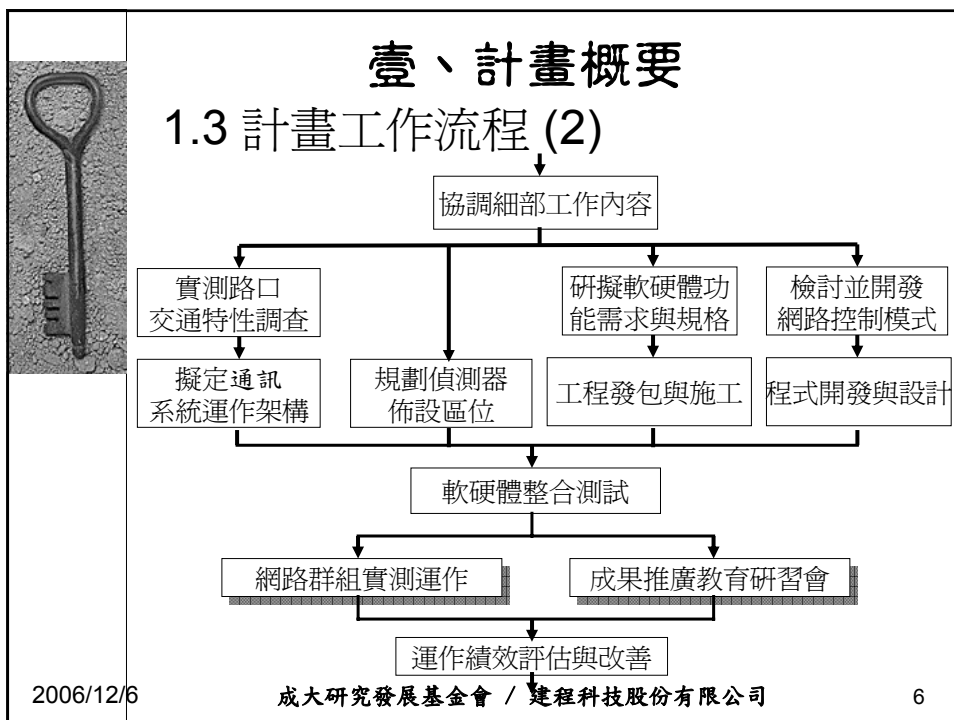 壹、計畫概要
1.3 計畫工作流程 (2)
協調細部工作內容
實測路口
交通特性調查
研擬軟硬體功
能需求與規格
檢討並開發
網路控制模式
擬定通訊
系統運作架構
規劃偵測器
佈設區位
工程發包與施工
程式開發與設計
軟硬體整合測試
網路群組實測運作
成果推廣教育研習會
運作績效評估與改善
2006/12/6
成大研究發展基金會 / 建程科技股份有限公司
6